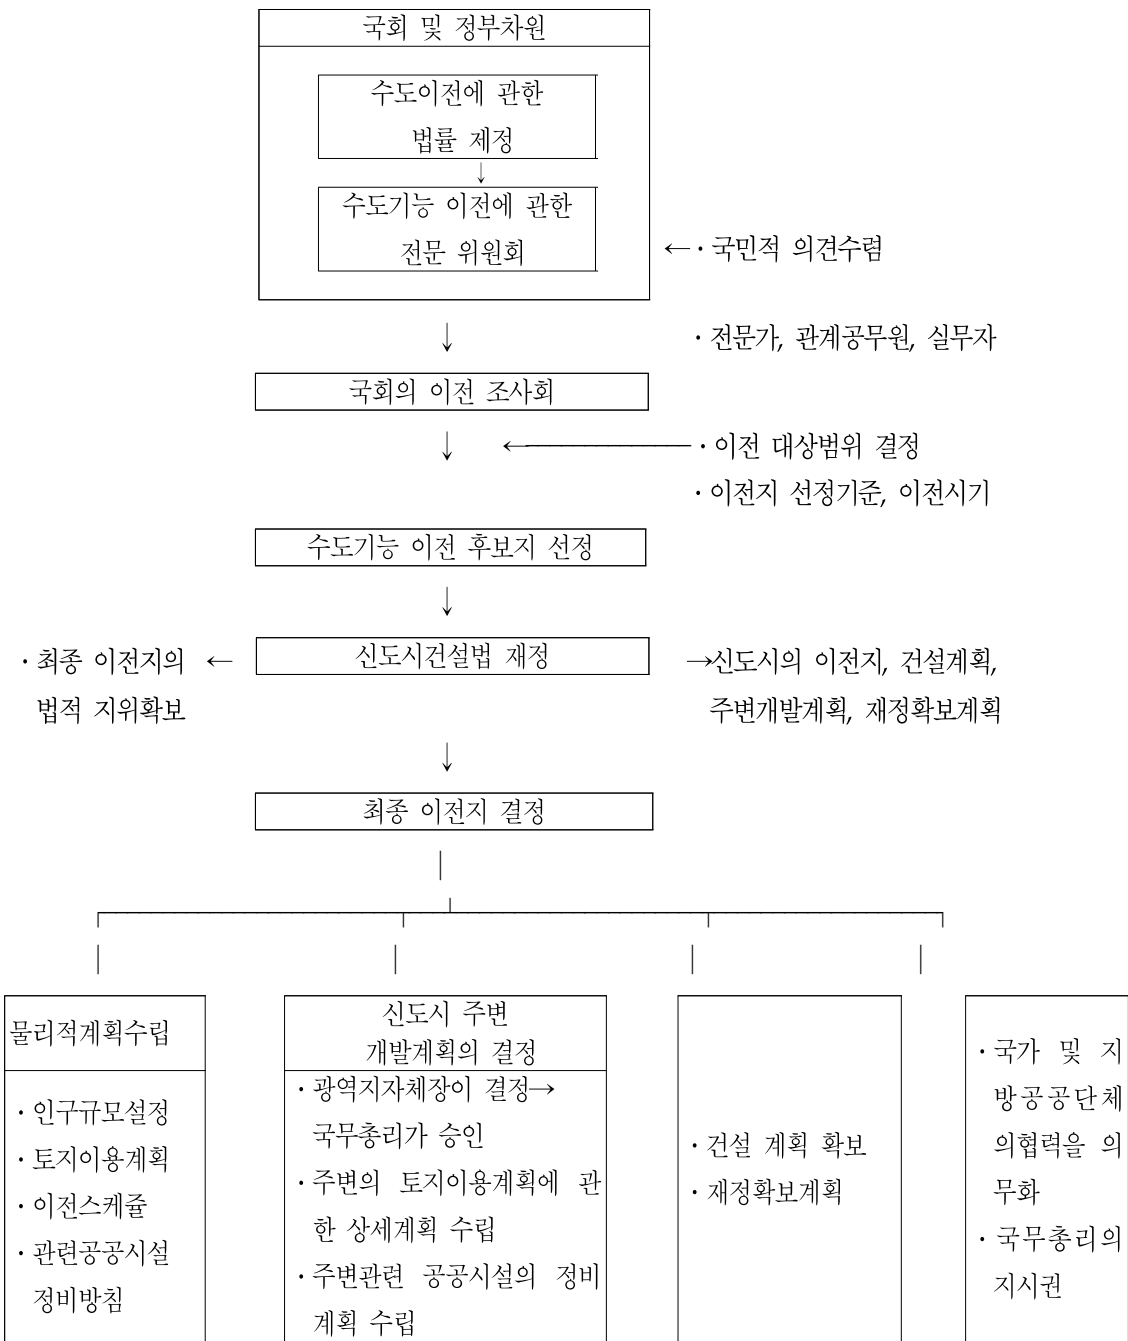 국회 및 정부차원
수도이전에 관한
법률 제정
↓
수도기능 이전에 관한
전문 위원회
←· 국민적 의견수렴
↓
· 전문가, 관계공무원, 실무자
국회의 이전 조사회
↓
← · 이전 대상범위 결정
· 이전지 선정기준, 이전시기
수도기능 이전 후보지 선정
↓
· 최종 이전지의 ←
법적 지위확보
신도시건설법 재정
→신도시의 이전지, 건설계획,
주변개발계획, 재정확보계획
↓
최종 이전지 결정
물리적계획수립
· 인구규모설정
· 토지이용계획
· 이전스케쥴
· 관련공공시설
정비방침
신도시 주변
개발계획의 결정
· 광역지자체장이 결정→
국무총리가 승인
· 주변의 토지이용계획에 관
한 상세계획 수립
· 주변관련 공공시설의 정비
계획 수립
· 건설 계획 확보
· 재정확보계획
· 국가 및 지
방공공단체
의협력을 의
무화
· 국무총리의
지시권